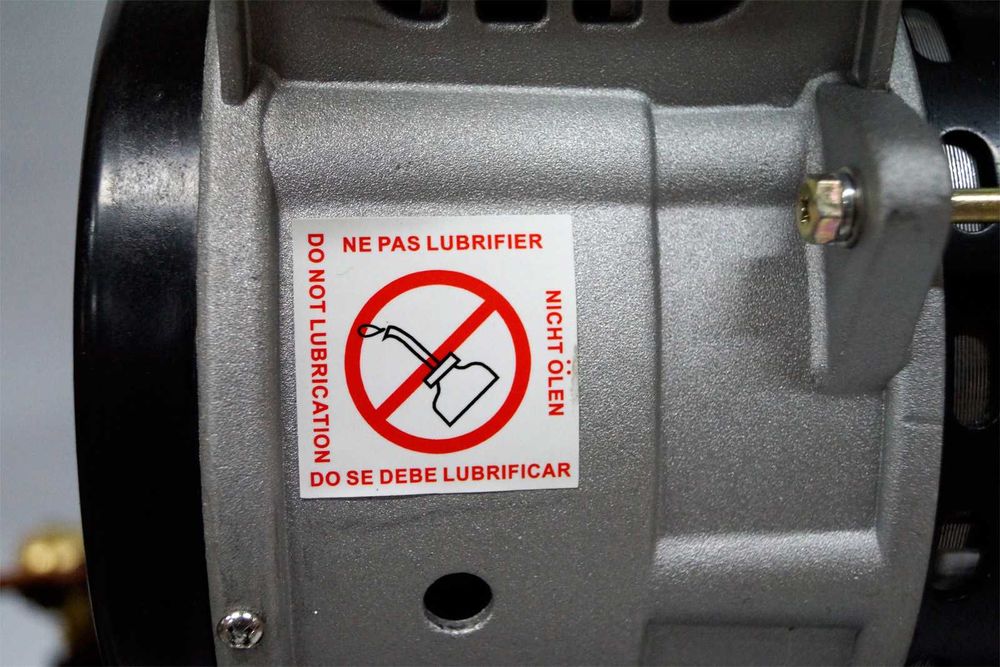 NE PAS LUBRIFIER
DO NOT LUBRICATION
NICHT ÖLEN
DO SE DEBE LUBRIFICAR